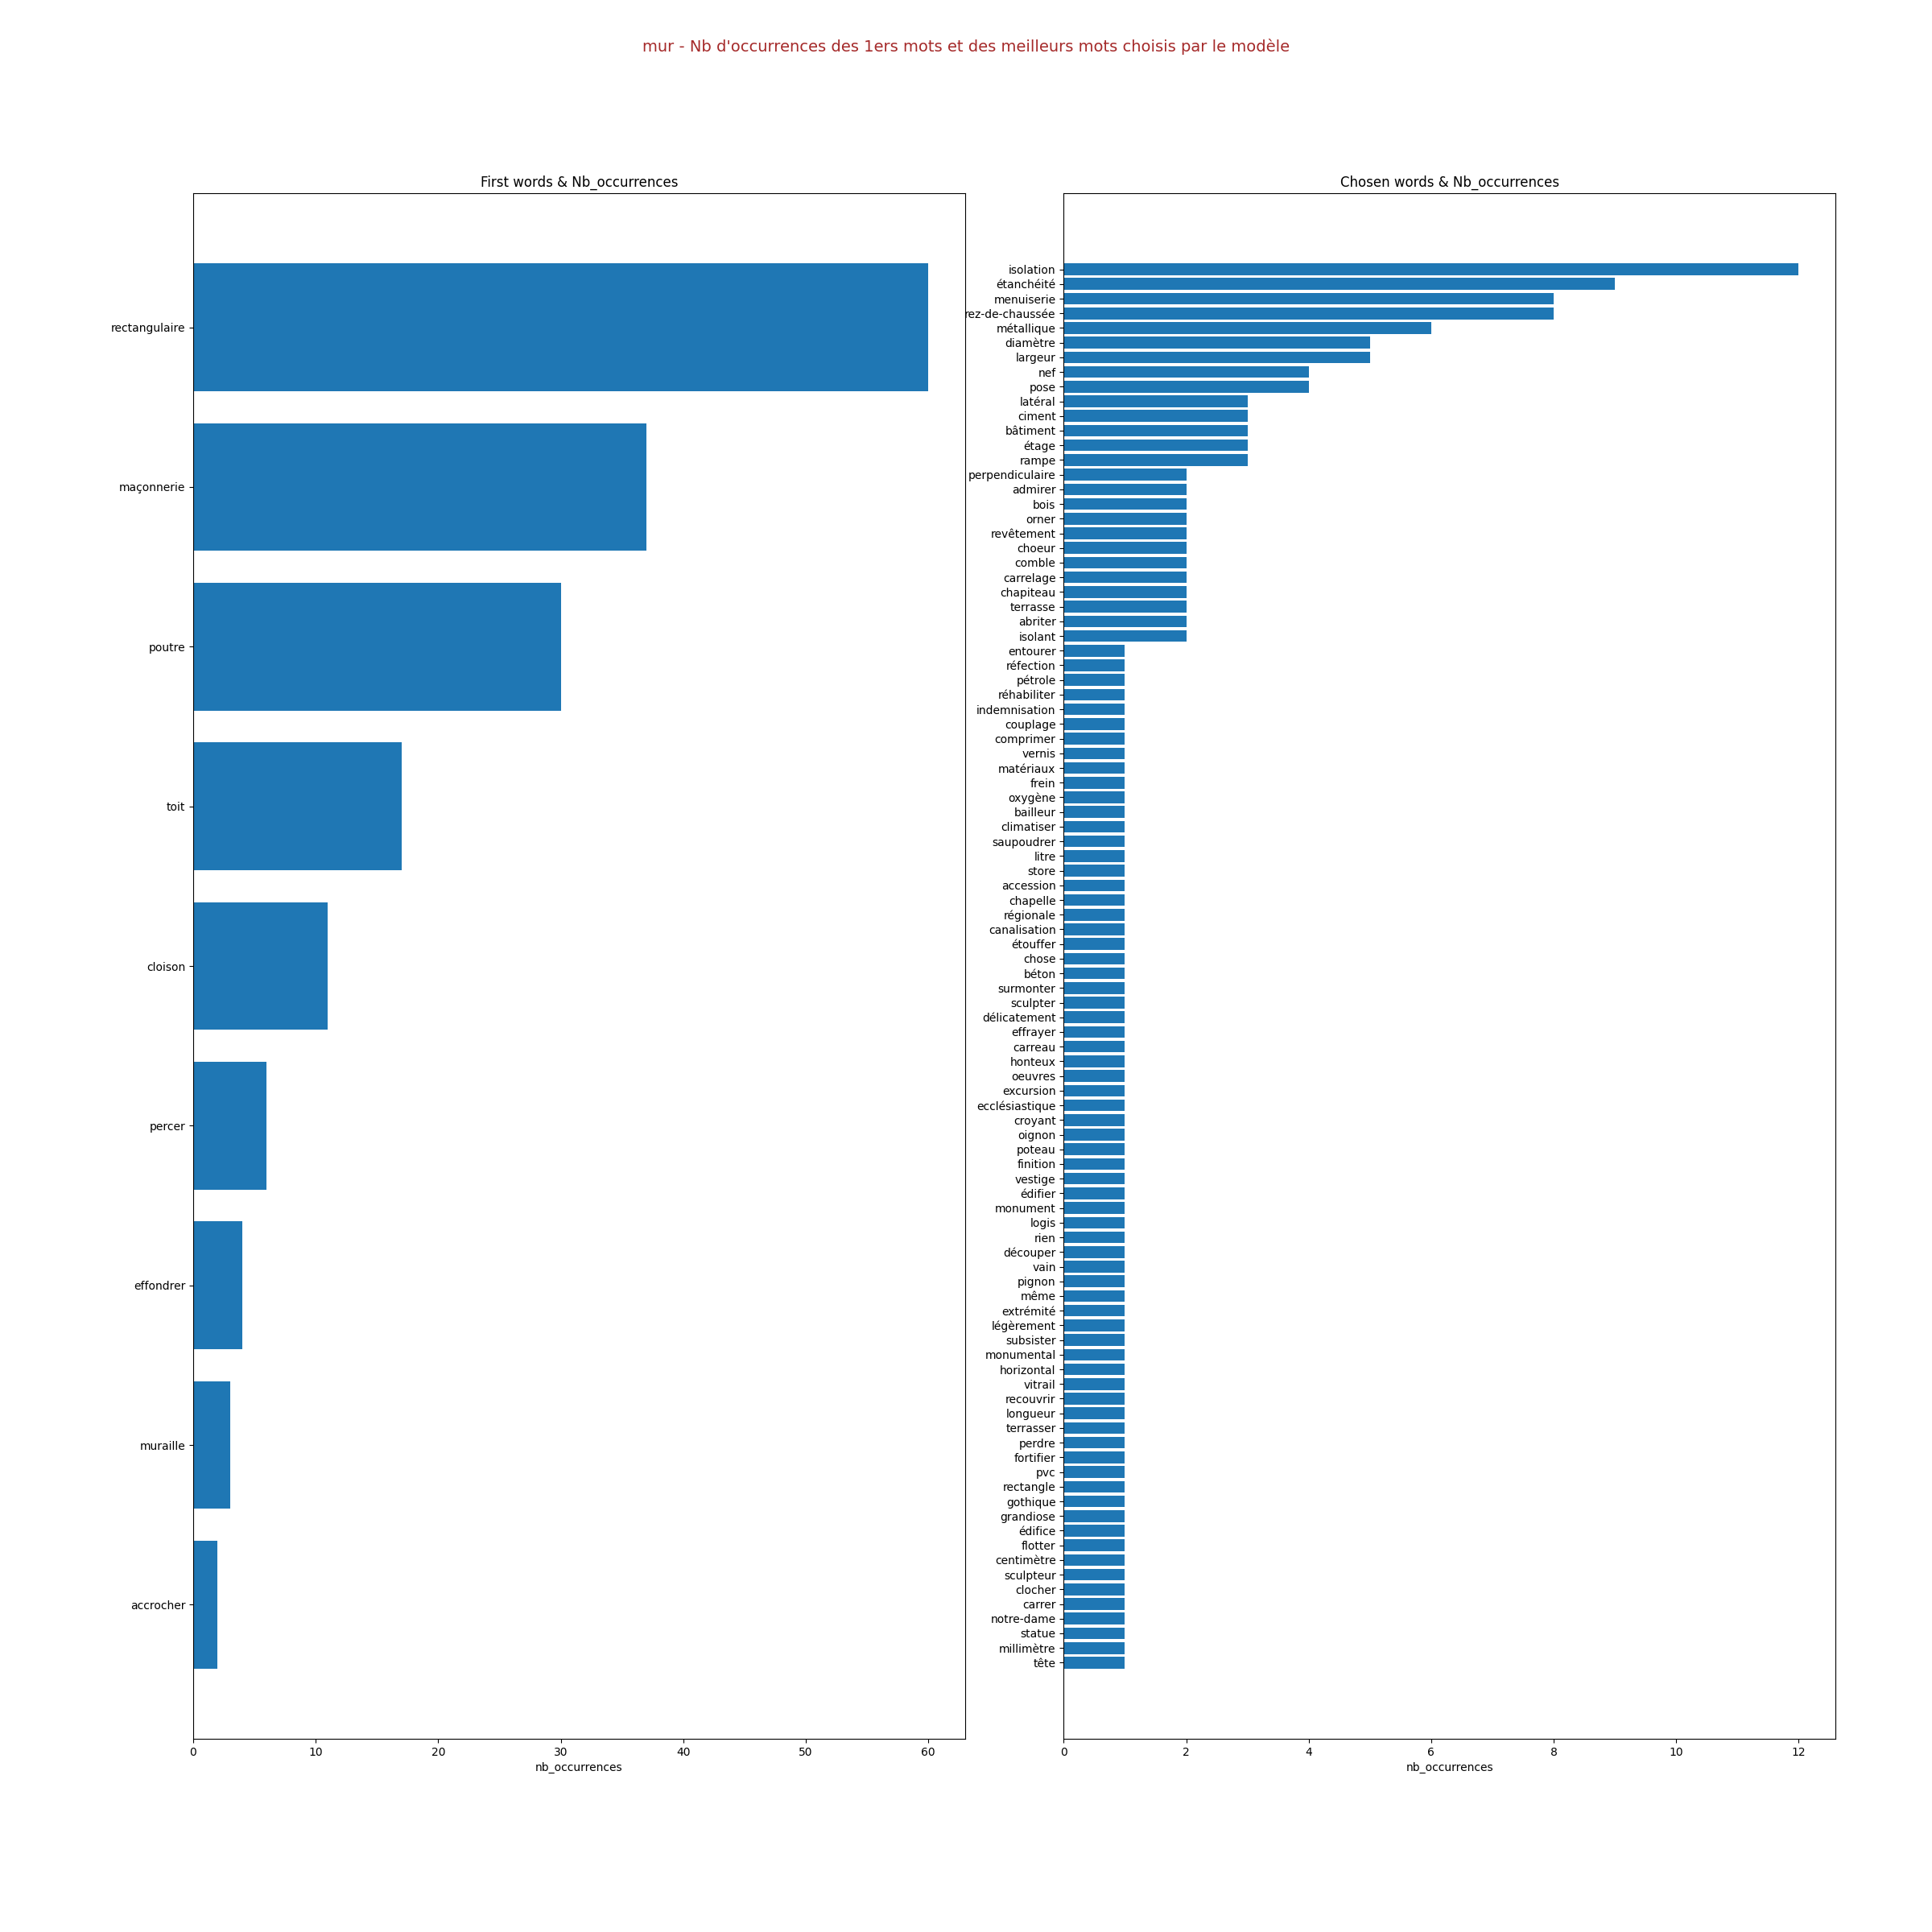 mur - Nb d'occurrences des 1ers mots et des meilleurs mots choisis par le modèle
First words & Nb_occurrences
rectangulaire
maçonnerie
poutre
toit
cloison
percer
effondrer
muraille
accrocher
0 10 20 30 40 50 60
nb_occurrences
Chosen words & Nb_occurrences
isolation
étanchéité
menuiserie
rez-de-chaussée
métallique
diamètre
largeur
nef
pose
latéral
ciment
bâtiment
étage
rampe
perpendiculaire
admirer
bois
orner
revêtement
choeur
comble
carrelage
chapiteau
terrasse
abriter
isolant
entourer
réfection
pétrole
réhabiliter
indemnisation
couplage
comprimer
vernis
matériaux
frein
oxygène
bailleur
climatiser
saupoudrer
litre
store
accession
chapelle
régionale
canalisation
étouffer
chose
béton
surmonter
sculpter
délicatement
effrayer
carreau
honteux
oeuvres
excursion
ecclésiastique
croyant
oignon
poteau
finition
vestige
édifier
monument
logis
rien
découper
vain
pignon
même
extrémité
légèrement
subsister
monumental
horizontal
vitrail
recouvrir
longueur
terrasser
perdre
fortifier
pvc
rectangle
gothique
grandiose
édifice
flotter
centimètre
sculpteur
clocher
carrer
notre-dame
statue
millimètre
tête
0 2 4 6 8 10 12
nb_occurrences